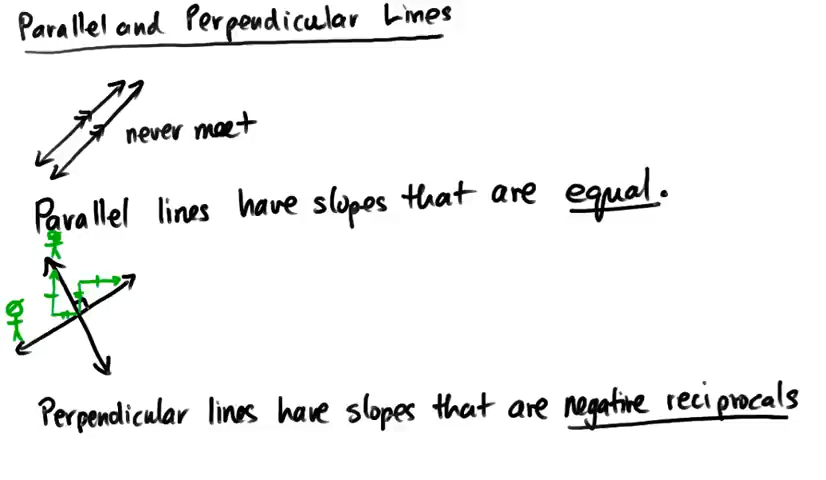 Parallel and Perpendicular Lines
never meet
Parallel lines have slopes that are equal.
Perpendicular lines have slopes that are negative reciprocals